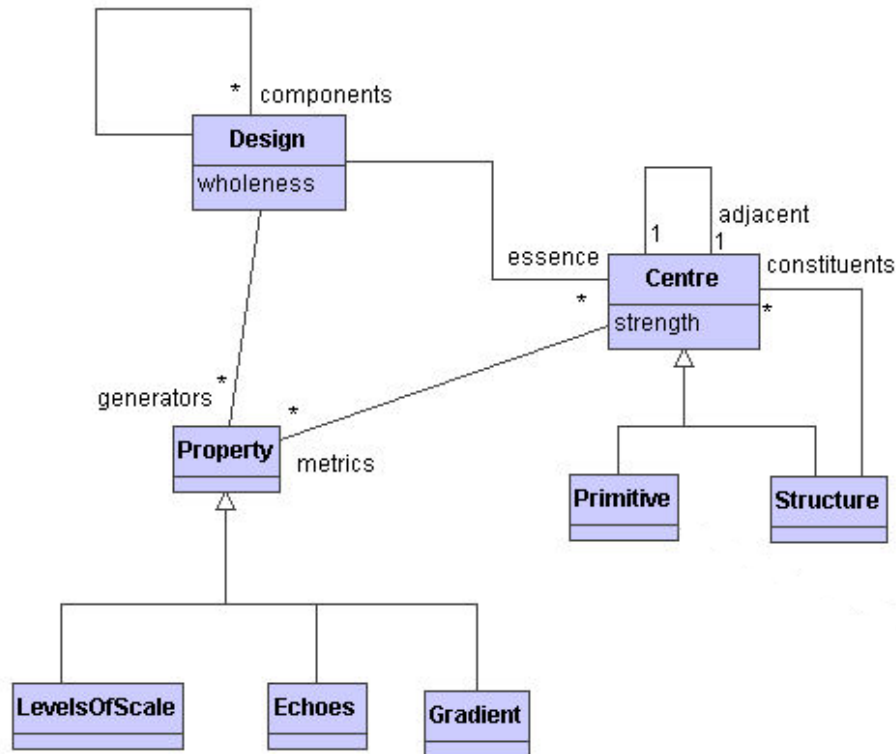 *
components
Design
wholeness
adjacent
1
1
essence
constituents
Centre
*
*
strength
*
generators
*
Property
metrics
Primitive
Structure
LevelsOfScale
Echoes
Gradient